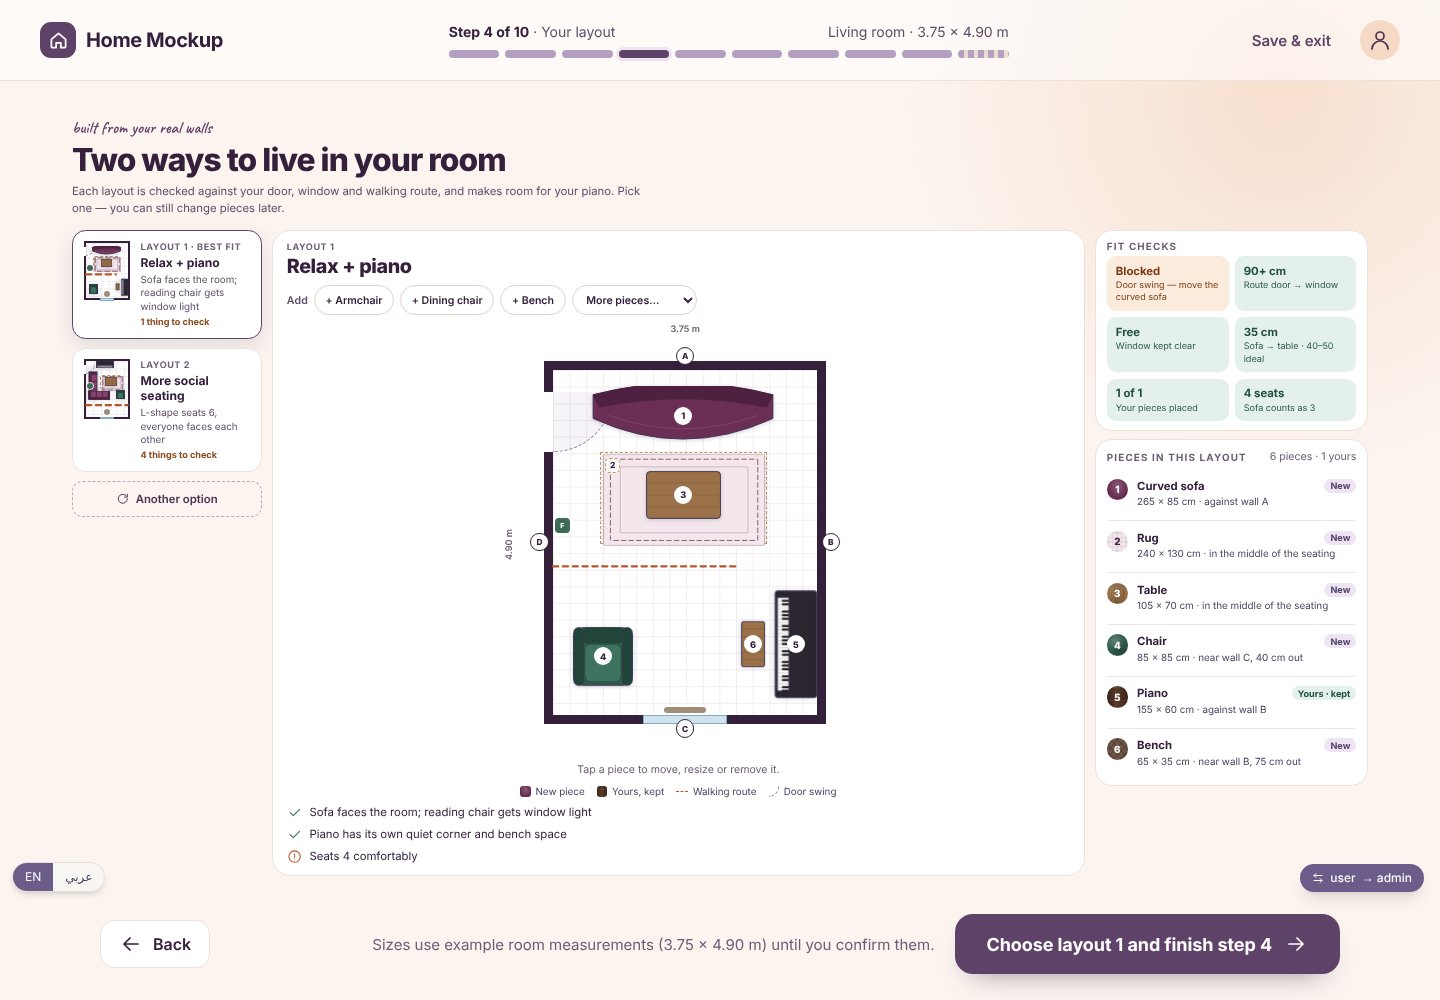 Home Mockup
Step 4 of 10 · Your layout
Living room · 3.75 × 4.90 m
Save & exit
built from your real walls
Two ways to live in your room
Each layout is checked against your door, window and walking route, and makes room for your piano. Pick
one — you can still change pieces later.
LAYOUT 1 · BEST FIT
Relax + piano
Sofa faces the room;
reading chair gets
window light
1 thing to check
LAYOUT 2
More social
seating
L-shape seats 6,
everyone faces each
other
4 things to check
Another option
LAYOUT 1
Relax + piano
Add
+ Armchair
+ Dining chair
+ Bench
More pieces...
3.75 m
A
1
2
3
F
D
B
4.90 m
4
6
5
C
Tap a piece to move, resize or remove it.
New piece
Yours, kept
Walking route
Door swing
Sofa faces the room; reading chair gets window light
Piano has its own quiet corner and bench space
Seats 4 comfortably
FIT CHECKS
Blocked
Door swing — move the
curved sofa
90+ cm
Route door → window
Free
Window kept clear
35 cm
Sofa → table · 40–50
ideal
1 of 1
Your pieces placed
4 seats
Sofa counts as 3
PIECES IN THIS LAYOUT
6 pieces · 1 yours
1
Curved sofa
New
265 × 85 cm · against wall A
2
Rug
New
240 × 130 cm · in the middle of the seating
3
Table
New
105 × 70 cm · in the middle of the seating
4
Chair
New
85 × 85 cm · near wall C, 40 cm out
5
Piano
Yours · kept
155 × 60 cm · against wall B
6
Bench
New
65 × 35 cm · near wall B, 75 cm out
EN
عربي
user → admin
Back
Sizes use example room measurements (3.75 × 4.90 m) until you confirm them.
Choose layout 1 and finish step 4